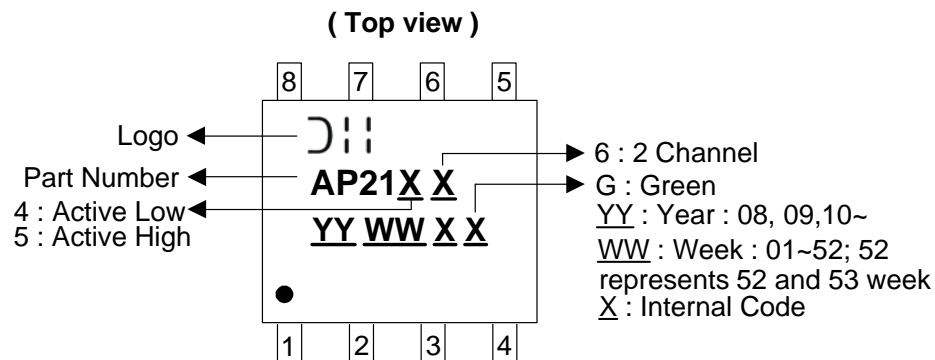 ( Top view )
8 7 6 5
Logo
Part Number
4 : Active Low
5 : Active High
AP21X X
YY WW X X
6 : 2 Channel
G : Green
YY : Year : 08, 09,10~
WW : Week : 01~52; 52
represents 52 and 53 week
X : Internal Code
1 2 3 4